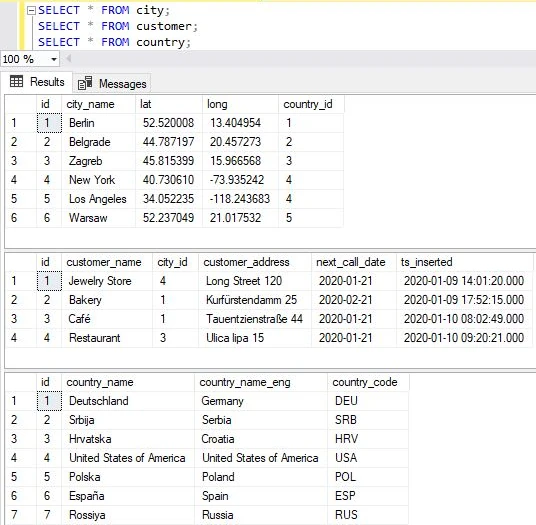 SELECT * FROM city;
SELECT * FROM customer;
SELECT * FROM country;
100 %
Results Messages
id city_name lat long country_id
1 1 Berlin 52.520008 13.404954 1
2 2 Belgrade 44.787197 20.457273 2
3 3 Zagreb 45.815399 15.966568 3
4 4 New York 40.730610 -73.935242 4
5 5 Los Angeles 34.052235 -118.243683 4
6 6 Warsaw 52.237049 21.017532 5
id customer_name city_id customer_address next_call_date ts_inserted
1 1 Jewelry Store 4 Long Street 120 2020-01-21 2020-01-09 14:01:20.000
2 2 Bakery 1 Kurfürstendamm 25 2020-02-21 2020-01-09 17:52:15.000
3 3 Café 1 Tauentzienstraße 44 2020-01-21 2020-01-10 08:02:49.000
4 4 Restaurant 3 Ulica lipa 15 2020-01-21 2020-01-10 09:20:21.000
id country_name country_name_eng country_code
1 1 Deutschland Germany DEU
2 2 Srbija Serbia SRB
3 3 Hrvatska Croatia HRV
4 4 United States of America United States of America USA
5 5 Polska Poland POL
6 6 España Spain ESP
7 7 Rossiya Russia RUS